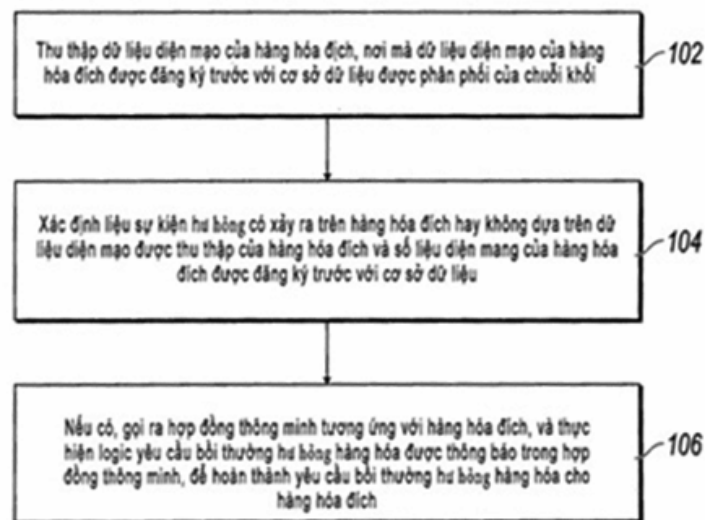 Thu thập dữ liệu diện mạo của hàng hóa địch, nơi mà dữ liệu diện mạo của hàng
hóa đích được đăng ký trước với cơ sở dữ liệu được phân phối của chuỗi khối
102
Xác định liệu sự kiện hư hỏng có xảy ra trên hàng hóa đích hay không dựa trên dữ
liệu diện mạo được thu thập của hàng hóa đích và số liệu diện mang của hàng hóa
đích được đăng ký trước với cơ sở dữ liệu
104
Nếu có, gọi ra hợp đồng thông minh tương ứng với hàng hóa đích, và thực
hiện logic yêu cầu bồi thường hư hỏng hàng hóa được thông báo trong hợp
đồng thông minh, để hoàn thành yêu cầu bồi thường hư hỏng hàng hóa cho
hàng hóa đích
106